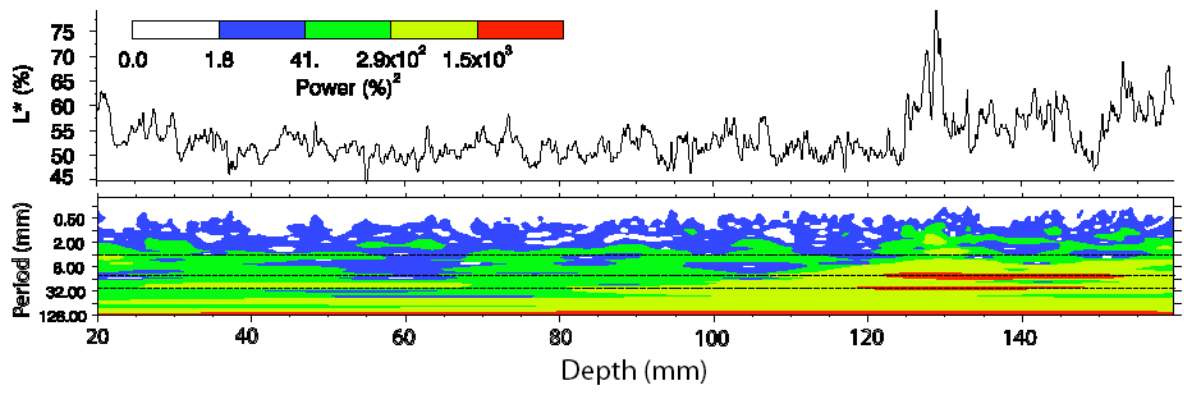 0.0 1.8 41. 2.9x10² 1.5x10³
Power (%)²
L* (%)
75
70
65
60
55
50
45
Period (mm)
0.50
2.00
8.00
32.00
128.00
20 40 60 80 100 120 140
Depth (mm)